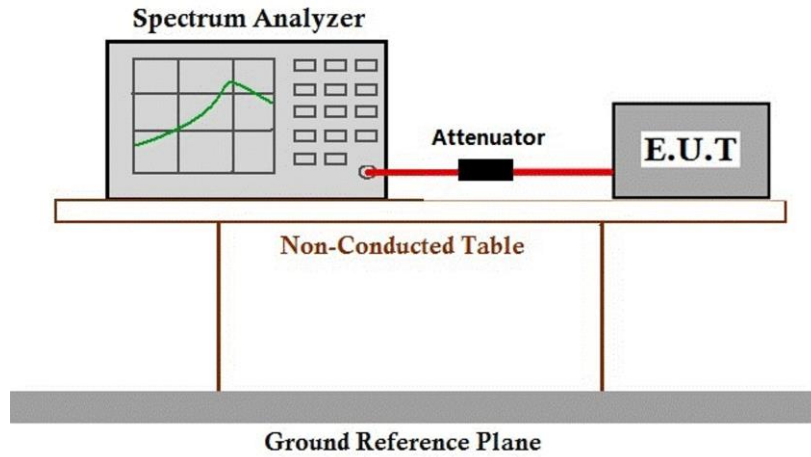 Spectrum Analyzer
Attenuator
E.U.T
Non-Conducted Table
Ground Reference Plane